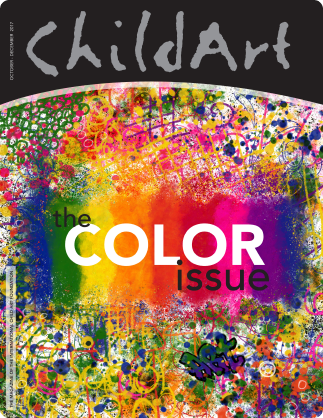 ChildArt
OCTOBER - DECEMBER 2017
the
COLOR
issue
THE MAGAZINE OF THE INTERNATIONAL CHILD ART FOUNDATION